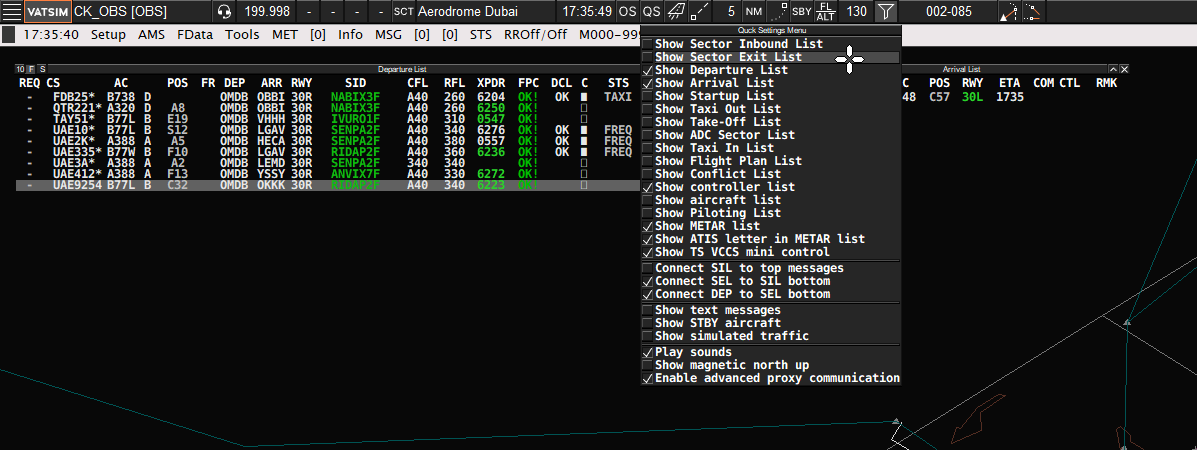 VATSIM CK_OBS [OBS] 199.998 - - - - SCT Aerodrome Dubai 17:35:49 OS QS 5 NM SBY FL ALT 130 002-085
17:35:40 Setup AMS FData Tools MET [0] Info MSG [0] [0] STS RROff/Off M000-999
Quck Settings Menu
10 F S Departure List
Arrival List
REQ CS AC POS FR DEP ARR RWY SID CFL RFL XPDR FPC DCL C STS
POS RWY ETA COM CTL RMK
- FDB25* B738 D OMDB OBBI 30R NABIX3F A40 260 6204 OK! OK TAXI
48 C57 30L 1735
- QTR221* A320 D A8 OMDB OBBI 30R NABIX3F A40 260 6250 OK!
- TAY51* B77L E19 OMDB VHHH 30R IVURO1F A40 310 0547 OK!
- UAE10* B77L B S12 OMDB LGAV 30R SENPA2F A40 340 6276 OK! OK FREQ
- UAE2K* A388 A A5 OMDB HECA 30R SENPA2F A40 380 0557 OK! OK FREQ
- UAE335* B77W B F10 OMDB LGAV 30R RIDAP2F A40 360 6236 OK! OK FREQ
- UAE3A* A388 A A2 OMDB LEMD 30R SENPA2F 340 340 OK!
- UAE412* A388 A F13 OMDB YSSY 30R ANVIX7F A40 330 6272 OK!
- UAE9254 B77L B C32 OMDB OKKK 30R RIDAP2F A40 340 6223 OK!
Show Sector Inbound List
Show Sector Exit List
Show Departure List
Show Arrival List
Show Startup List
Show Taxi Out List
Show Take-Off List
Show ADC Sector List
Show Taxi In List
Show Flight Plan List
Show Conflict List
Show controller list
Show aircraft list
Show Piloting List
Show METAR list
Show ATIS letter in METAR list
Show TS VCCS mini control
Connect SIL to top messages
Connect SEL to SIL bottom
Connect DEP to SEL bottom
Show text messages
Show STBY aircraft
Show simulated traffic
Play sounds
Show magnetic north up
Enable advanced proxy communication